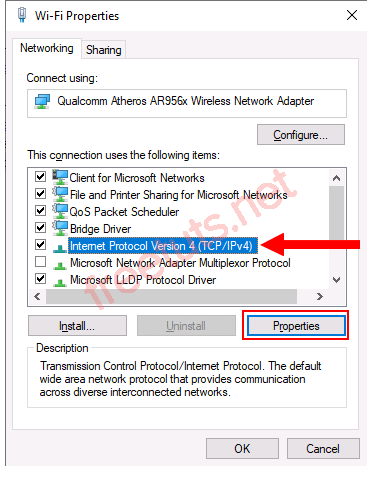 Wi-Fi Properties
Networking
Sharing
Connect using:
Qualcomm Atheros AR956x Wireless Network Adapter
Configure...
This connection uses the following items:
Client for Microsoft Networks
File and Printer Sharing for Microsoft Networks
QoS Packet Scheduler
Bridge Driver
Internet Protocol Version 4 (TCP/IPv4)
Microsoft Network Adapter Multiplexor Protocol
Microsoft LLDP Protocol Driver
freetuts.net
Install...
Uninstall
Properties
Description
Transmission Control Protocol/Internet Protocol. The default
wide area network protocol that provides communication
across diverse interconnected networks.
OK
Cancel